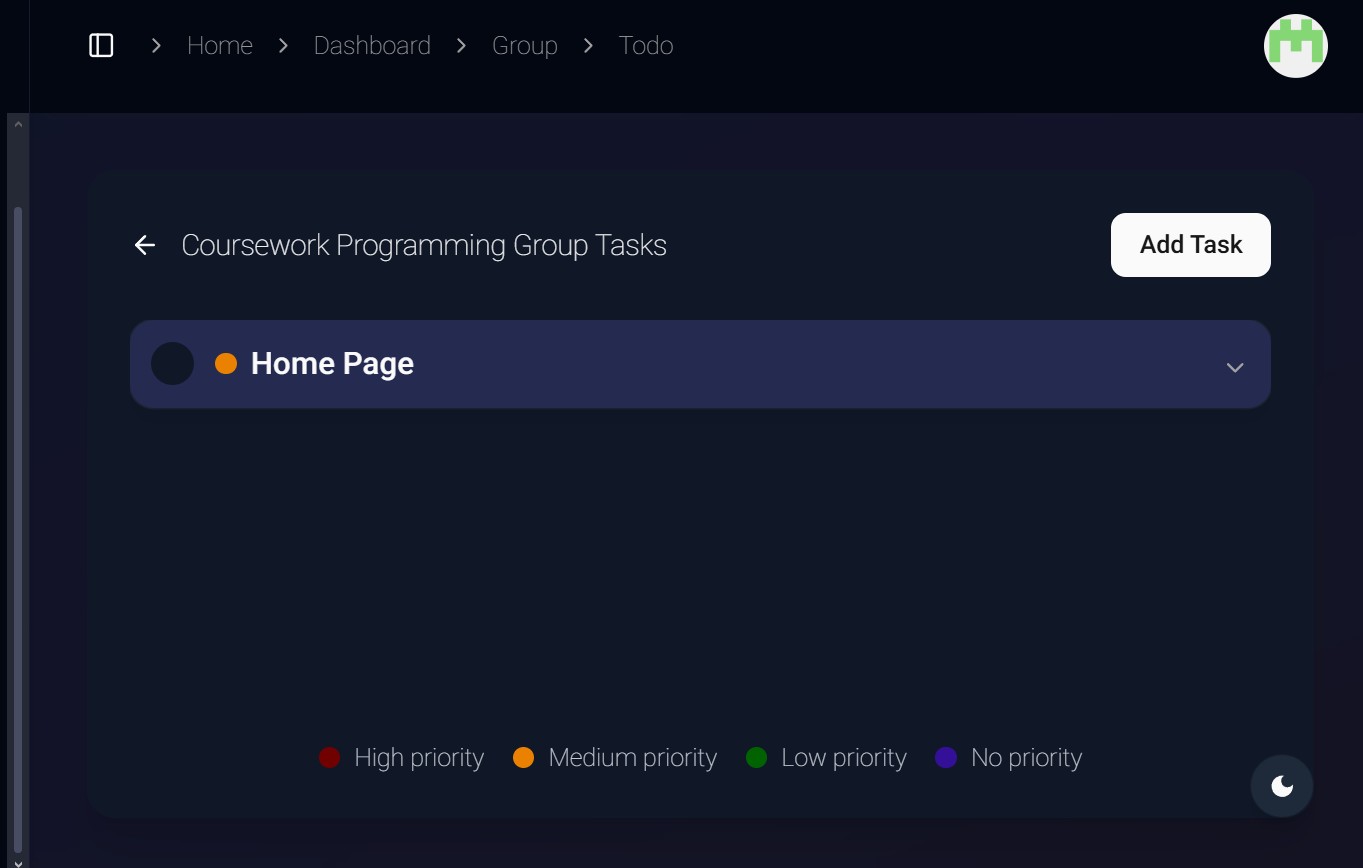 Home Dashboard Group Todo
Coursework Programming Group Tasks
Add Task
Home Page
High priority Medium priority Low priority No priority